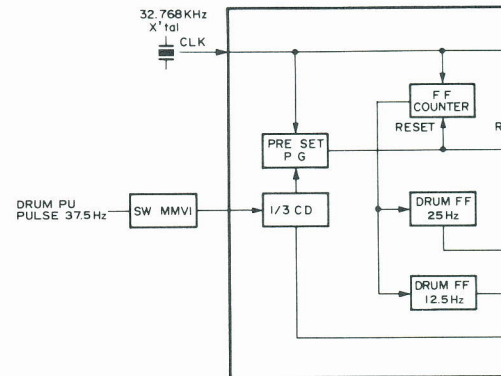 32.768KHz
X'tal
CLK
FF
COUNTER
RESET
R
PRE SET
PG
DRUM PU
PULSE 37.5Hz
SW MMV1
1/3 CD
DRUM FF
25Hz
DRUM FF
12.5Hz